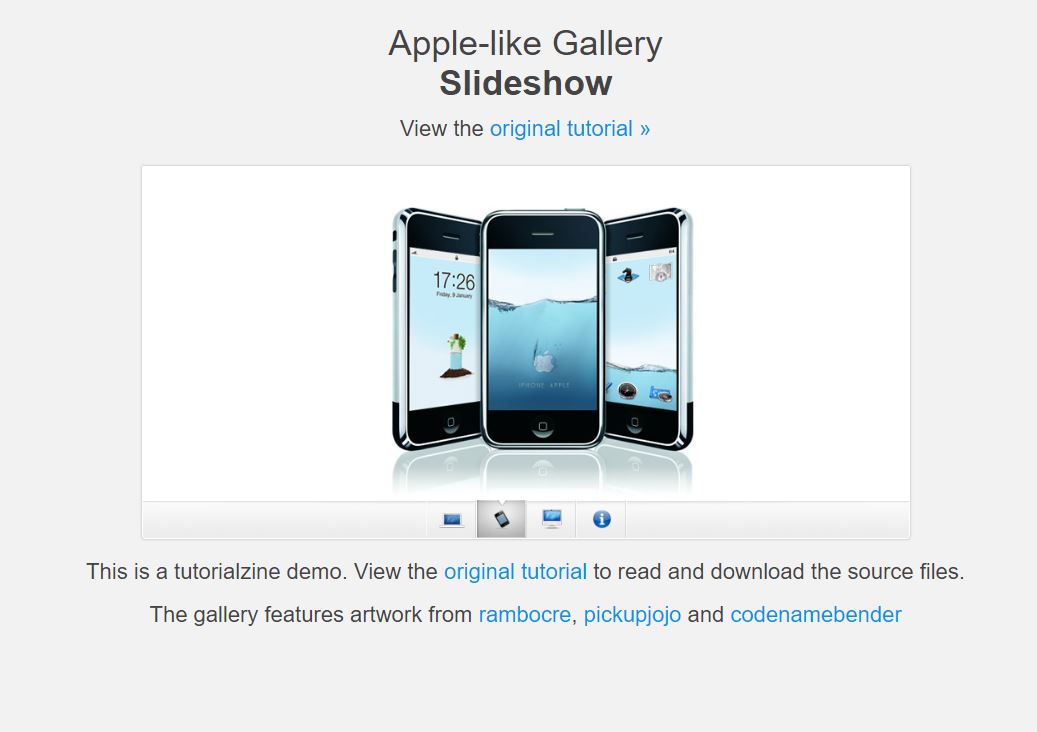 Apple-like Gallery
Slideshow
View the original tutorial »
17:26
Friday, 9 January
IPHONE APPLE
This is a tutorialzine demo. View the original tutorial to read and download the source files.
The gallery features artwork from rambocre, pickupjojo and codenamebender